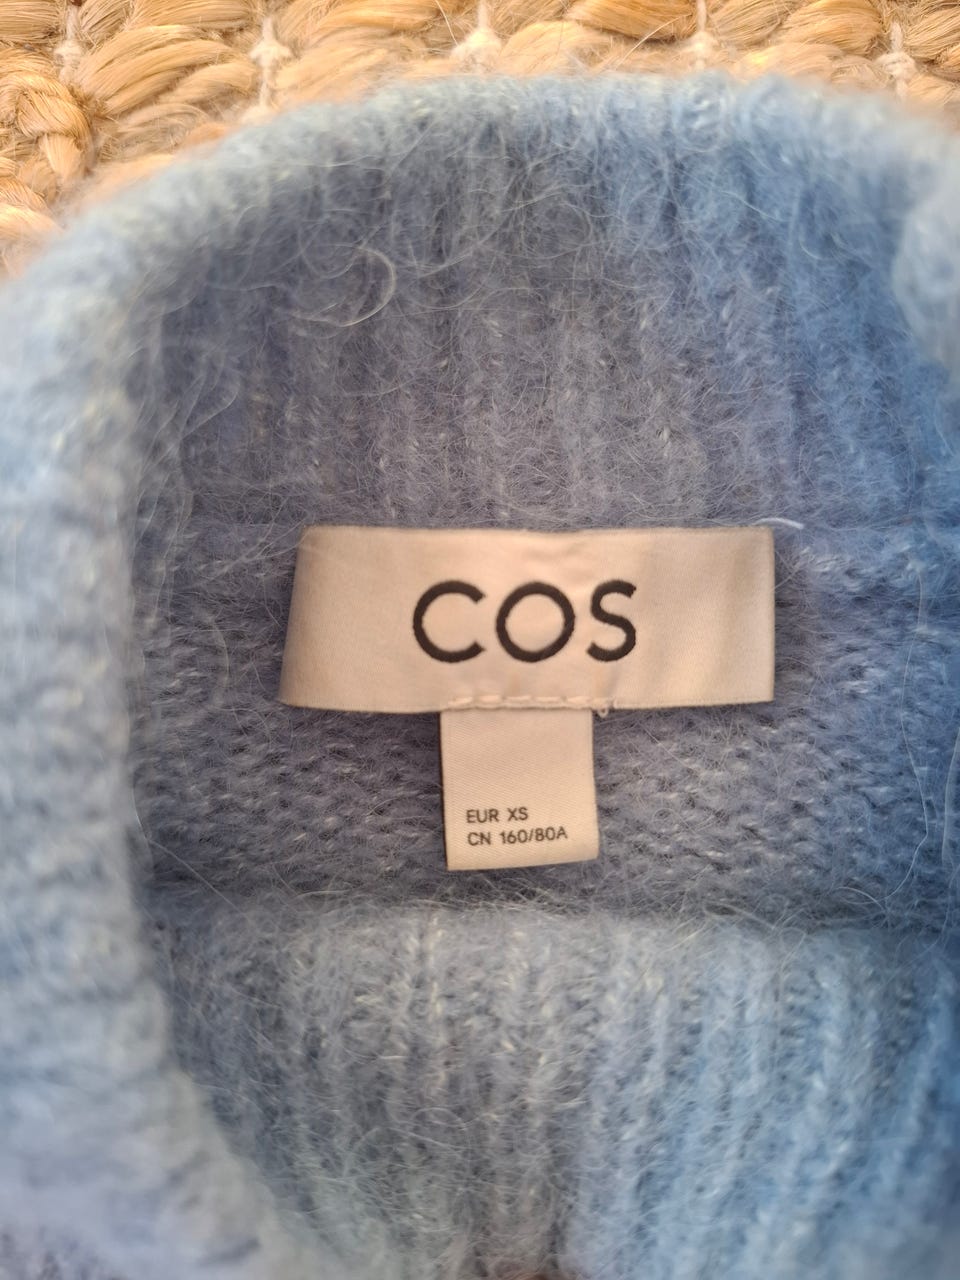 COS
EUR XS
CN 160/80A